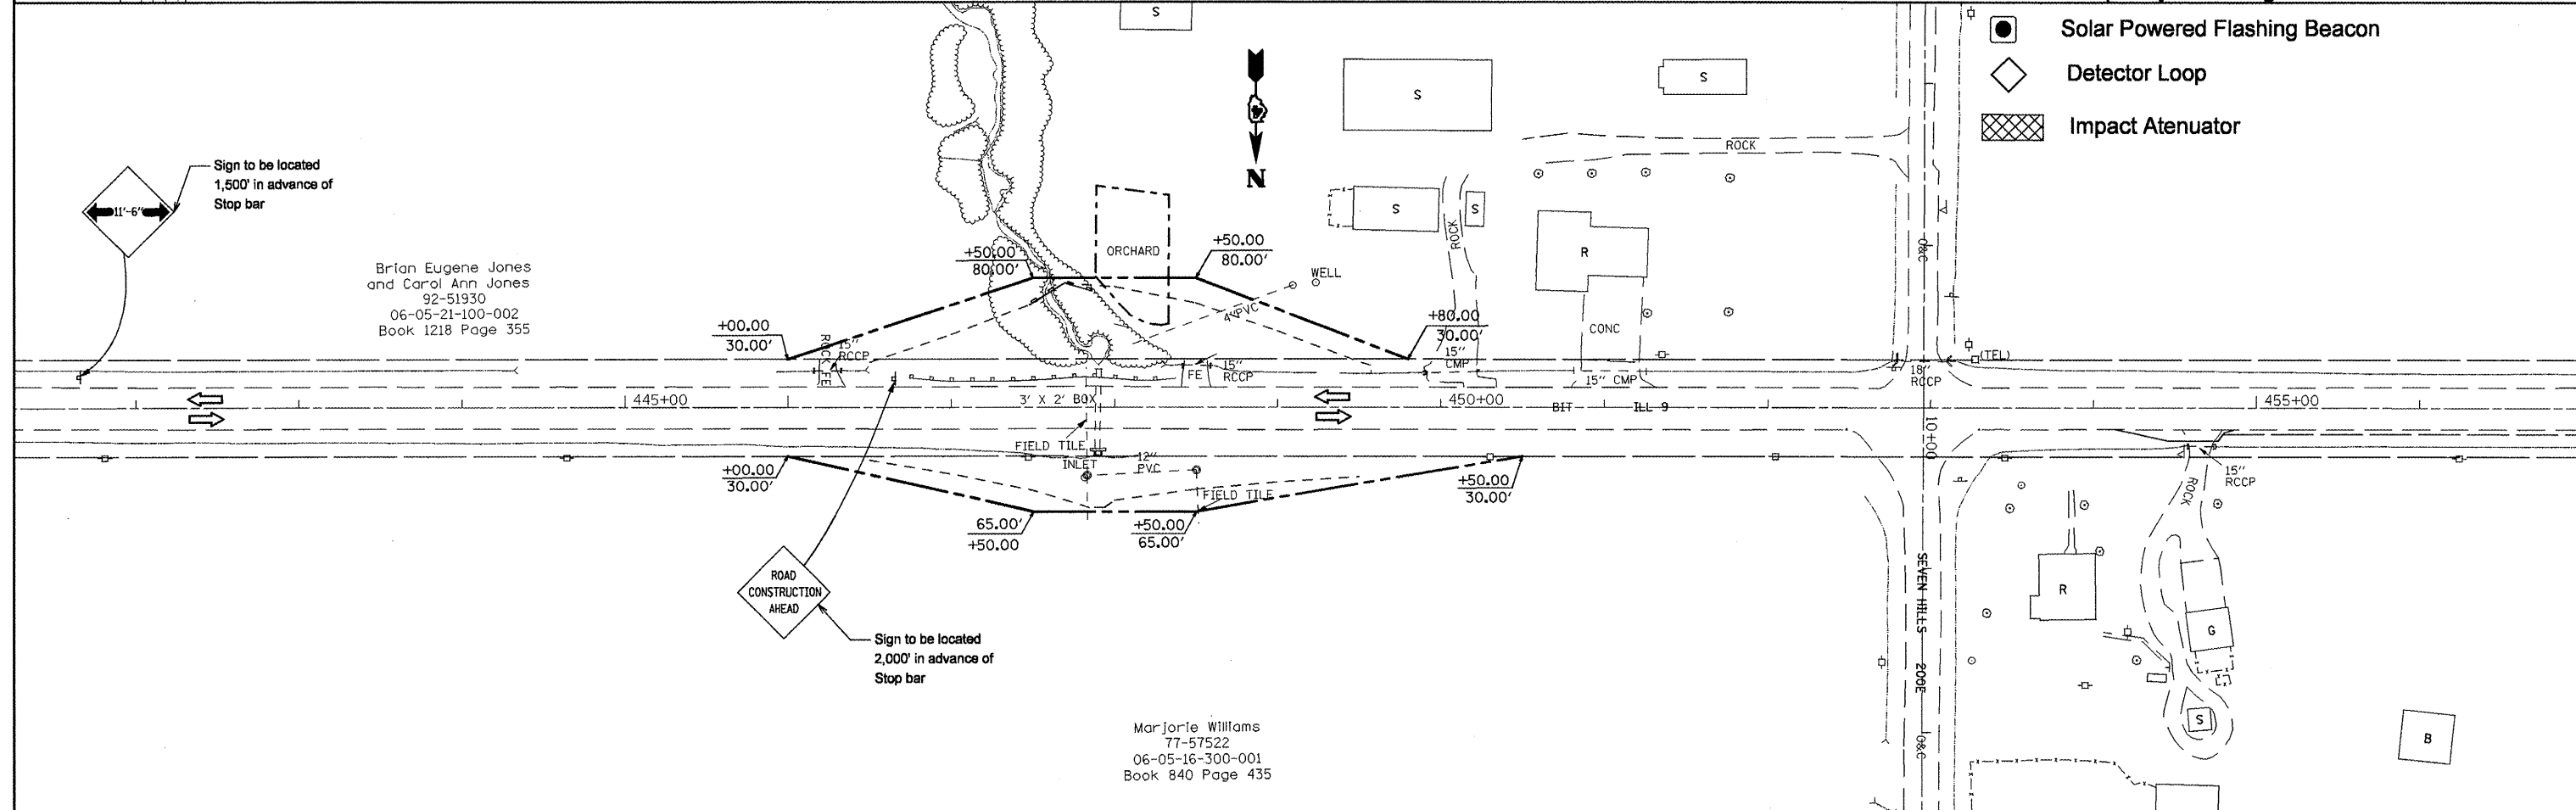 S
Solar Powered Flashing Beacon
Detector Loop
Impact Atenuator
S
S
ROCK
N
Sign to be located
1,500' in advance of
Stop bar
11'-6"
S
S
ROCK
R
O&C
ORCHARD
+50.00
80.00'
+50.00
80.00'
WELL
4"PVC
CONC
Brian Eugene Jones
and Carol Ann Jones
92-51930
06-05-21-100-002
Book 1218 Page 355
+00.00
30.00'
+80.00
30.00'
ROCK FE
15"
RCCP
FE
15"
RCCP
15"
CMP
15" CMP
(TEL)
18"
RCCP
445+00
3' X 2' BOX
450+00
BIT
ILL 9
455+00
10+00
FIELD TILE
INLET
12"
PVC
FIELD TILE
+00.00
30.00'
+50.00
30.00'
65.00'
+50.00
+50.00
65.00'
ROCK
15"
RCCP
SEVEN HILLS 200E
O&C
ROAD
CONSTRUCTION
AHEAD
Sign to be located
2,000' in advance of
Stop bar
R
G
S
B
Marjorie Williams
77-57522
06-05-16-300-001
Book 840 Page 435